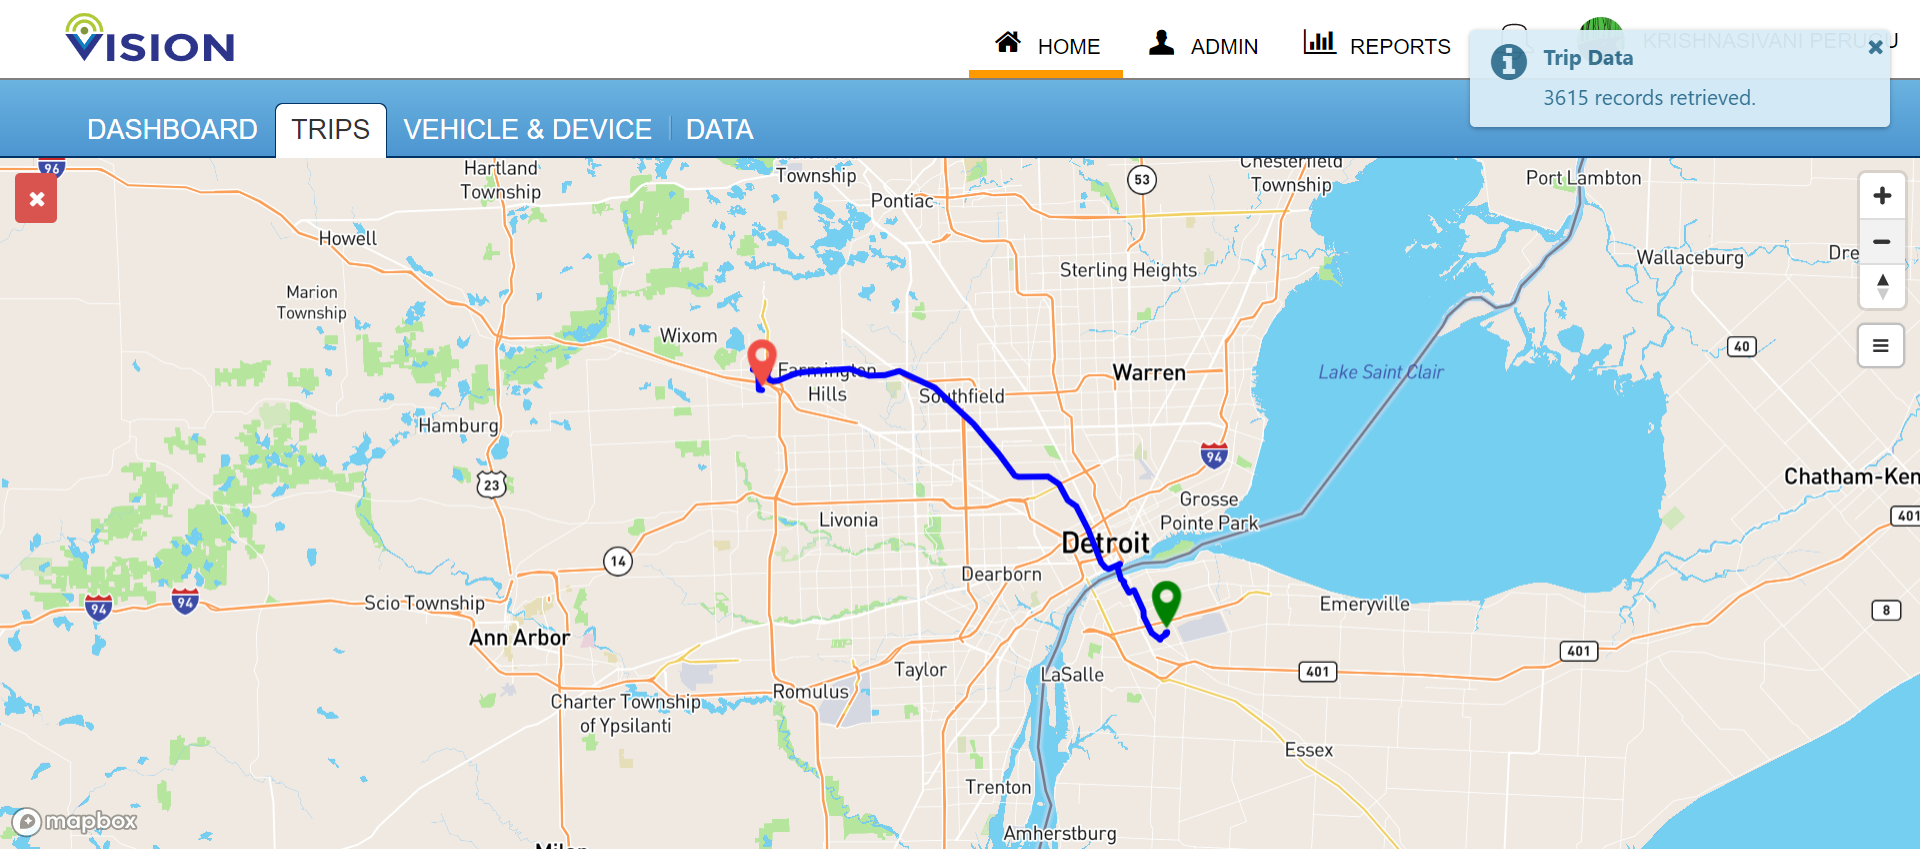 VISION
HOME
ADMIN
REPORTS
KRISHNASIVANI PERUGU
Trip Data
3615 records retrieved.
DASHBOARD
TRIPS
VEHICLE & DEVICE
DATA
96
Hartland
Township
Township
Pontiac
53
Chesterfield
Township
Port Lambton
Howell
Sterling Heights
Wallaceburg
Dre
Marion
Township
Wixom
40
Farmington
Hills
Warren
Lake Saint Clair
Southfield
Hamburg
94
23
Chatham-Ken
Grosse
Pointe Park
Livonia
401
Detroit
14
Dearborn
94
94
Scio Township
Emeryville
8
Ann Arbor
401
Taylor
LaSalle
401
Romulus
Charter Township
of Ypsilanti
Essex
Trenton
mapbox
Amherstburg
Milan